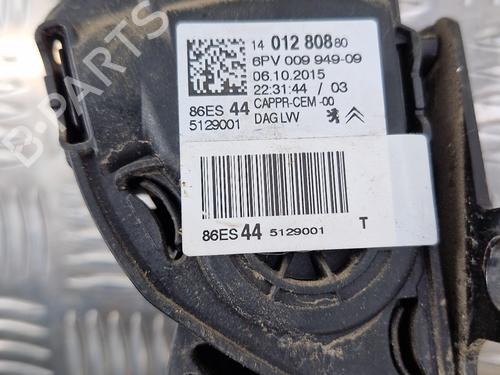 B-Parts
14 012 808 80
6PV 009 949-09
06.10.2015
22:31:44 / 03
86ES 44 CAPPR-CEM -00
5129001 DAG LVV
86ES 44 5129001 T